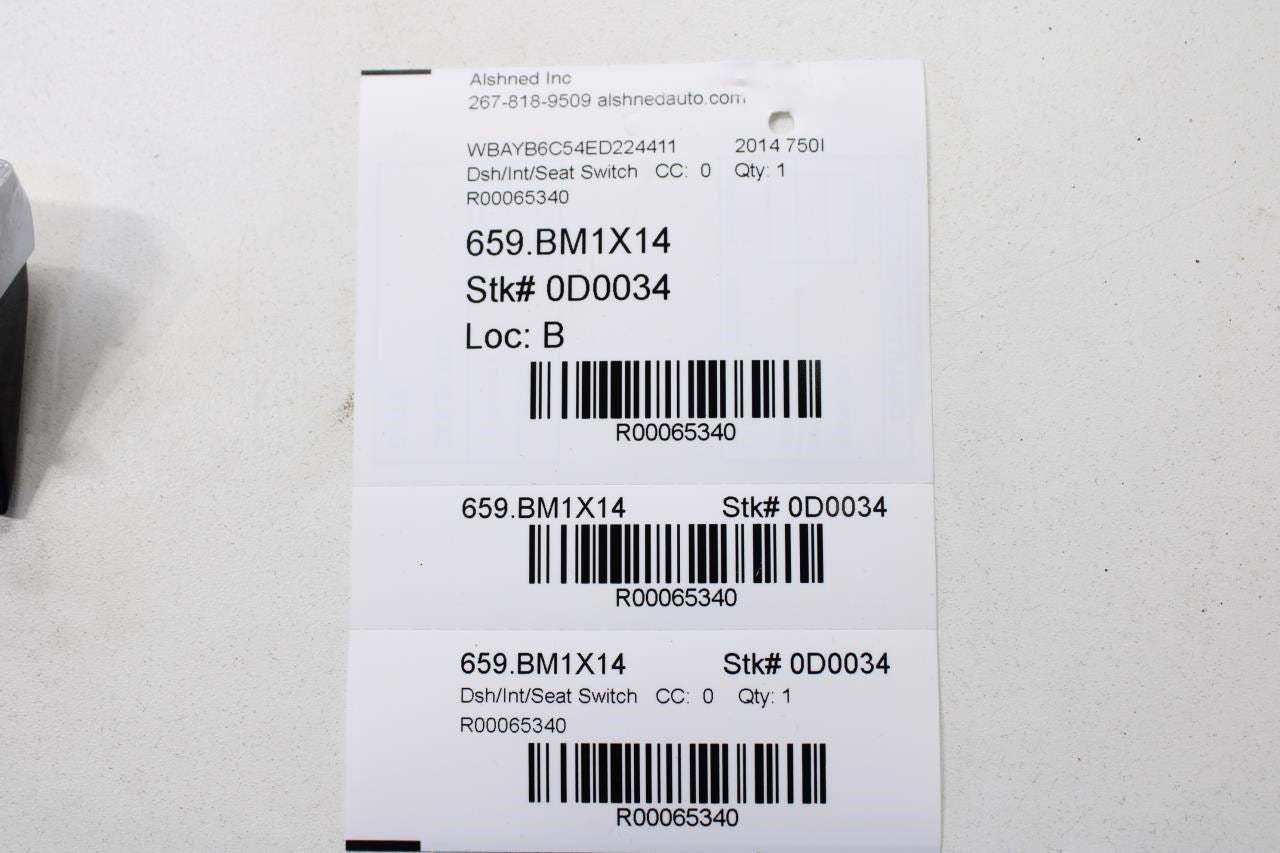 Alshned Inc
267-818-9509 alshnedauto.com
WBAYB6C54ED224411 2014 750I
Dsh/Int/Seat Switch CC: 0 Qty: 1
R00065340
659.BM1X14
Stk# 0D0034
Loc: B
R00065340
659.BM1X14 Stk# 0D0034
R00065340
659.BM1X14 Stk# 0D0034
Dsh/Int/Seat Switch CC: 0 Qty: 1
R00065340
R00065340